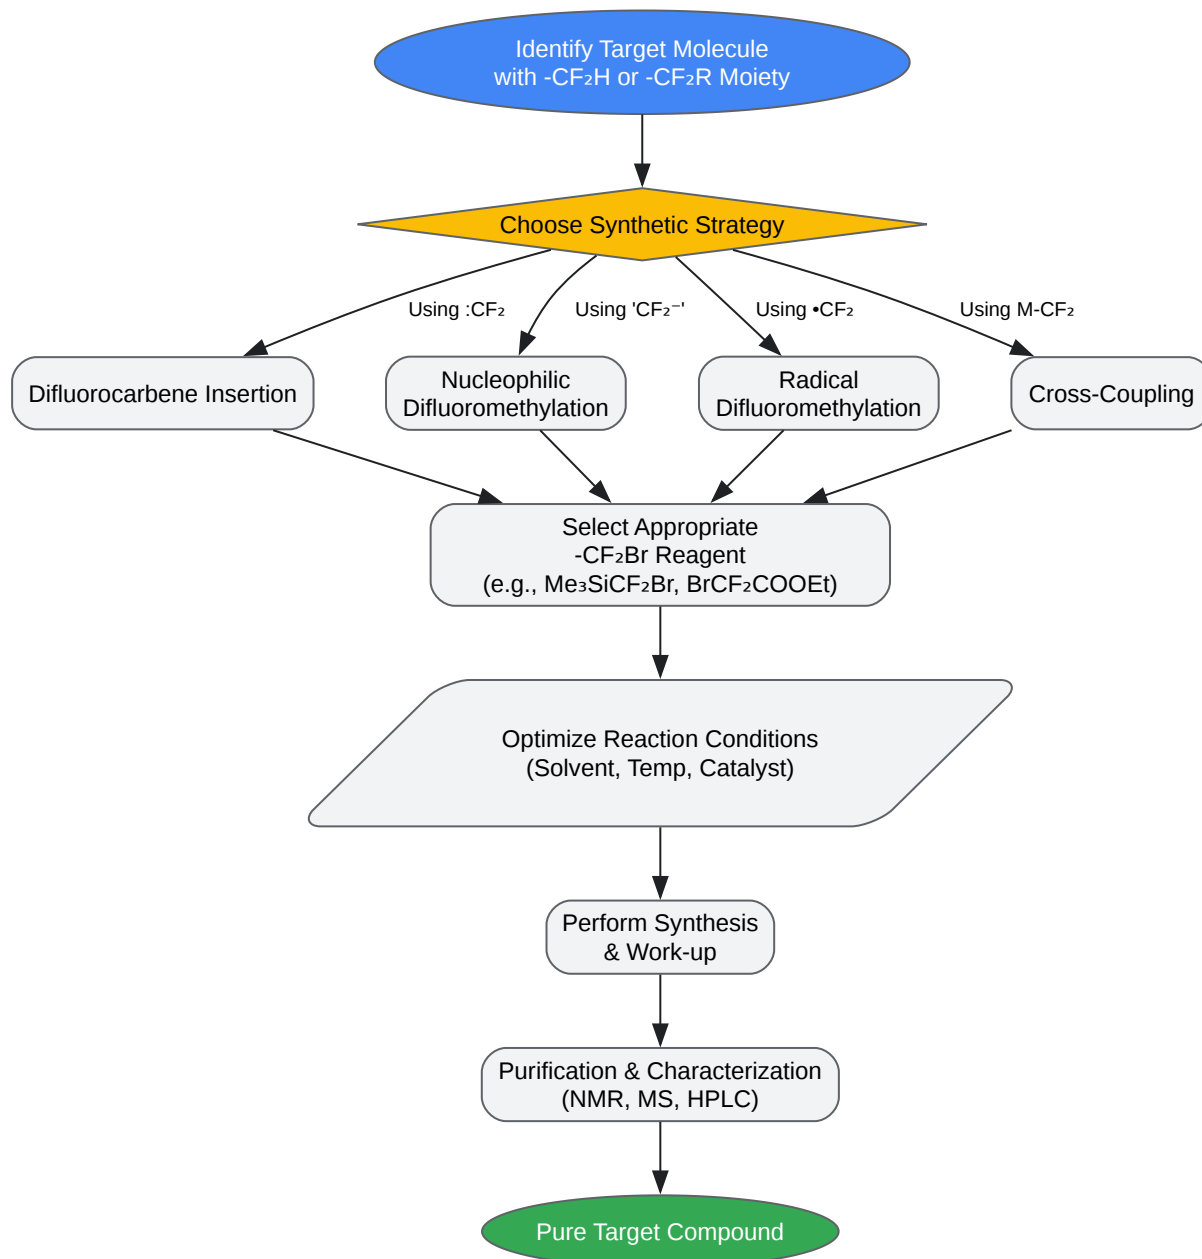 Identify Target Molecule
with -CF₂H or -CF₂R Moiety
Choose Synthetic Strategy
Using :CF₂
Using 'CF₂⁻'
Using •CF₂
Using M-CF₂
Difluorocarbene Insertion
Nucleophilic
Difluoromethylation
Radical
Difluoromethylation
Cross-Coupling
Select Appropriate
-CF₂Br Reagent
(e.g., Me₃SiCF₂Br, BrCF₂COOEt)
Optimize Reaction Conditions
(Solvent, Temp, Catalyst)
Perform Synthesis
& Work-up
Purification & Characterization
(NMR, MS, HPLC)
Pure Target Compound